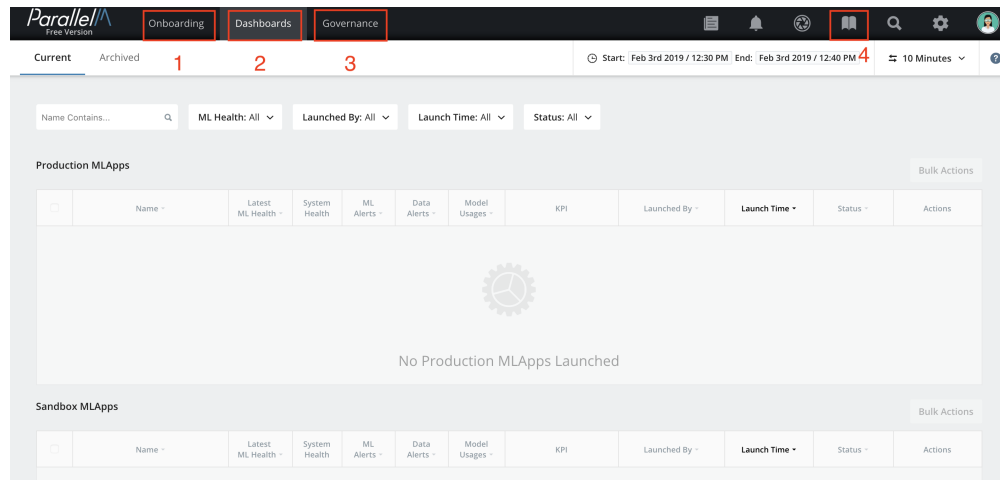 ParallelM
Free Version
Onboarding
Dashboards
Governance
Current
Archived
1
2
3
4
Start: Feb 3rd 2019 / 12:30 PM End: Feb 3rd 2019 / 12:40 PM
10 Minutes
?
Name Contains...
ML Health: All
Launched By: All
Launch Time: All
Status: All
Production MLApps
Bulk Actions
Name
Latest
ML Health
System
Health
ML
Alerts
Data
Alerts
Model
Usages
KPI
Launched By
Launch Time
Status
Actions
No Production MLApps Launched
Sandbox MLApps
Bulk Actions
Name
Latest
ML Health
System
Health
ML
Alerts
Data
Alerts
Model
Usages
KPI
Launched By
Launch Time
Status
Actions